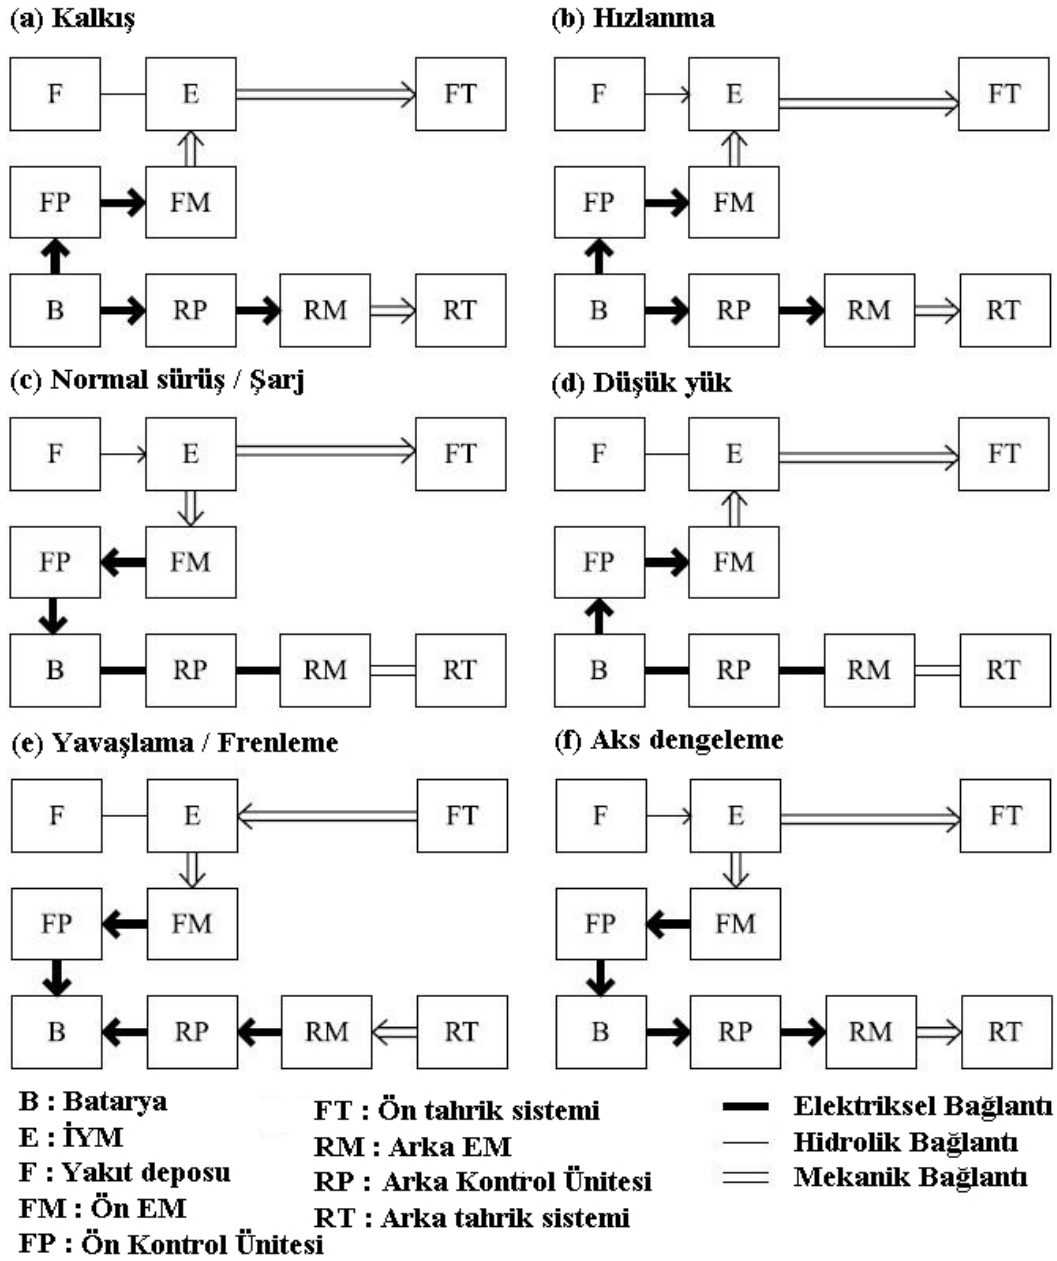 (a) Kalkış
(b) Hızlanma
F E FT
F E FT
FP FM
FP FM
B RP RM RT
B RP RM RT
(c) Normal sürüş / Şarj
(d) Düşük yük
F E FT
F E FT
FP FM
FP FM
B RP RM RT
B RP RM RT
(e) Yavaşlama / Frenleme
(f) Aks dengeleme
F E FT
F E FT
FP FM
FP FM
B RP RM RT
B RP RM RT
B : Batarya
E : İYM
F : Yakıt deposu
FM : Ön EM
FP : Ön Kontrol Ünitesi
FT : Ön tahrik sistemi
RM : Arka EM
RP : Arka Kontrol Ünitesi
RT : Arka tahrik sistemi
Elektriksel Bağlantı
Hidrolik Bağlantı
Mekanik Bağlantı